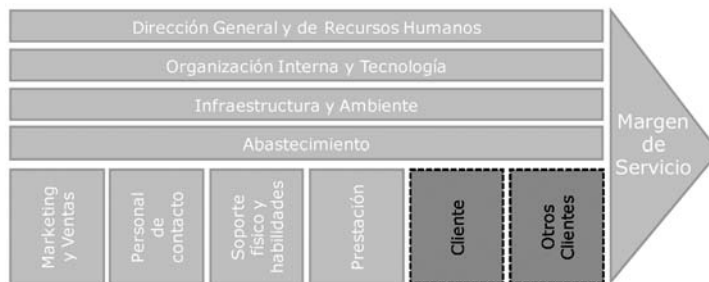 Dirección General y de Recursos Humanos
Organización Interna y Tecnología
Infraestructura y Ambiente
Abastecimiento
Marketing
y Ventas
Personal
de
contacto
Soporte
físico y
habilidades
Prestación
Cliente
Otros
Clientes
Margen
de
Servicio